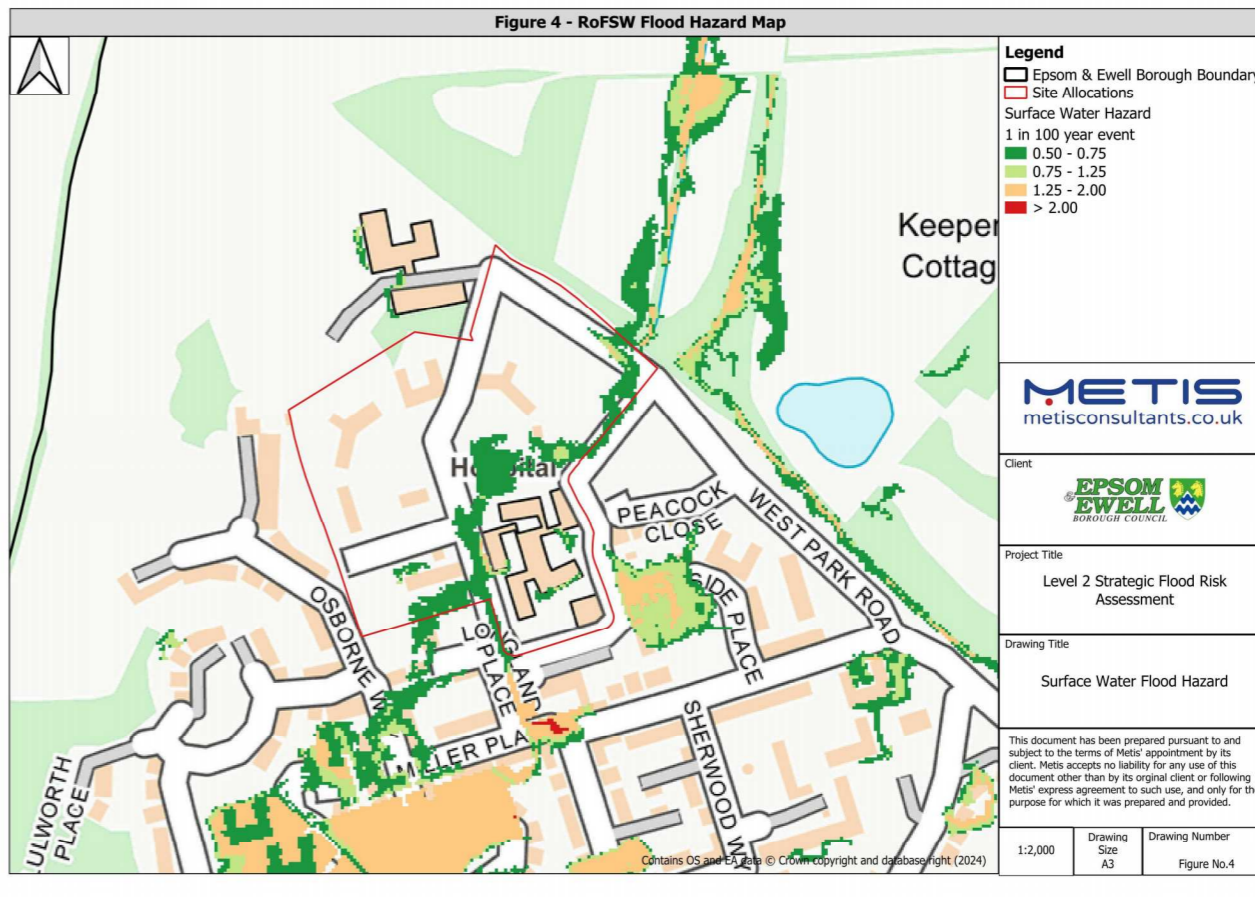 Figure 4 - RoFSW Flood Hazard Map
Legend
Epsom & Ewell Borough Boundary
Site Allocations
Surface Water Hazard
1 in 100 year event
0.50 - 0.75
0.75 - 1.25
1.25 - 2.00
> 2.00
Keeper
Cottag
METIS
metisconsultants.co.uk
Client
EPSOM
& EWELL
BOROUGH COUNCIL
Hospital
PEACOCK
CLOSE
WEST PARK ROAD
SIDE PLACE
OSBORNE W
PLACE
MILLER PLA
SHERWOOD WY
ULWORTH
PLACE
Project Title
Level 2 Strategic Flood Risk
Assessment
Drawing Title
Surface Water Flood Hazard
This document has been prepared pursuant to and
subject to the terms of Metis' appointment by its
client. Metis accepts no liability for any use of this
document other than by its orginal client or following
Metis' express agreement to such use, and only for the
purpose for which it was prepared and provided.
1:2,000
Drawing
Size
A3
Drawing Number
Figure No.4
Contains OS and EA data © Crown copyright and database right (2024)